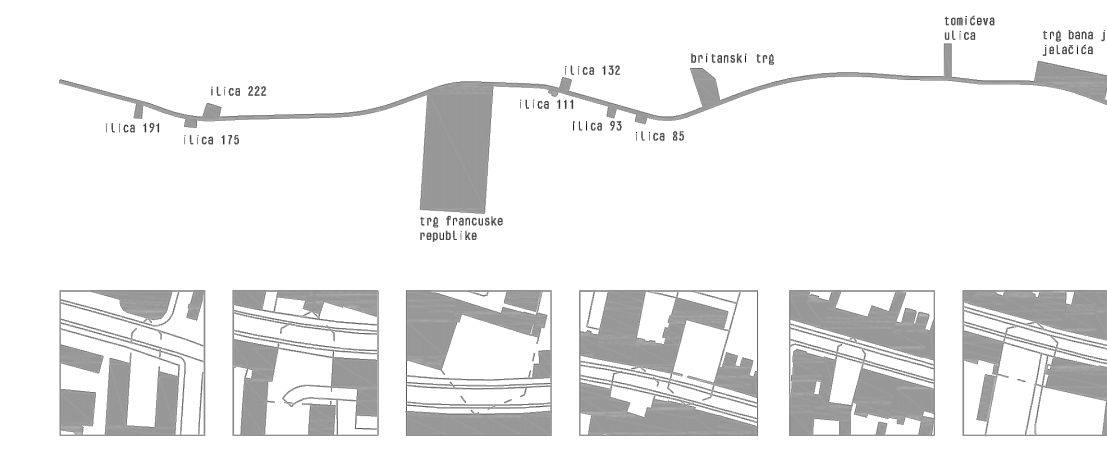 tomićeva
ulica
trg bana j
jelačića
britanski trg
ilica 132
ilica 222
ilica 111
ilica 191
ilica 93
ilica 175
ilica 85
trg francuske
republike